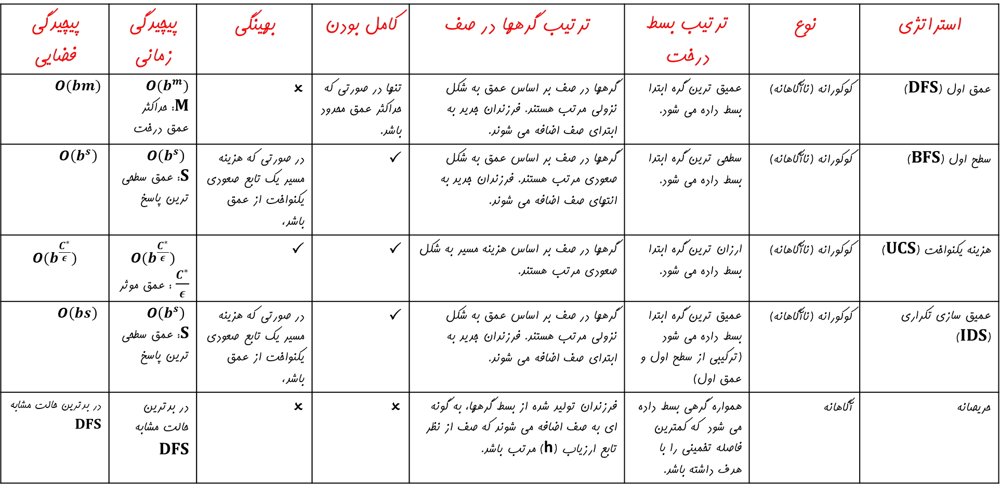 استراتژی
نوع
ترتیب بسط
درخت
ترتیب گرهها در صف
کامل بودن
بهینگی
پیچیدگی
زمانی
پیچیدگی
فضایی
عمق اول (DFS)
کوکورانه (ناآگاهانه)
عمیق ترین گره ابتدا
بسط داده می شود.
گرهها در صف بر اساس عمق به شکل
نزولی مرتب هستند. فرزندان جدید به
ابتدای صف اضافه می شوند.
تنها در صورتی که
حداکثر عمق محدود
باشد.
×
O(b^m)
M: حداکثر
عمق درخت
O(bm)
سطح اول (BFS)
کوکورانه (ناآگاهانه)
سطحی ترین گره ابتدا
بسط داده می شود.
گرهها در صف بر اساس عمق به شکل
صعودی مرتب هستند. فرزندان جدید به
انتهای صف اضافه می شوند.
✓
در صورتی که هزینه
مسیر یک تابع صعودی
یکنواخت از عمق
باشد،
O(b^s)
S: عمق سطحی
ترین پاسخ
O(b^s)
هزینه یکنواخت (UCS)
کوکورانه (ناآگاهانه)
ارزان ترین گره ابتدا
بسط داده می شود.
گرهها در صف بر اساس هزینه مسیر به شکل
صعودی مرتب هستند.
✓
✓
O(b^{C*/ϵ})
C*/ϵ : عمق موثر
O(b^{C*/ϵ})
عمیق سازی تکراری
(IDS)
کوکورانه (ناآگاهانه)
عمیق ترین گره ابتدا
بسط داده می شود
(ترکیبی از سطح اول و
عمق اول)
گرهها در صف بر اساس عمق به شکل
نزولی مرتب هستند. فرزندان جدید به
ابتدای صف اضافه می شوند.
✓
در صورتی که هزینه
مسیر یک تابع صعودی
یکنواخت از عمق
باشد،
O(b^s)
S: عمق سطحی
ترین پاسخ
O(bs)
حریصانه
آگاهانه
همواره گرهی بسط داده
می شود که کمترین
فاصله تخمینی را با
هدف داشته باشد.
فرزندان تولید شده از بسط گرهها، به گونه
ای به صف اضافه می شوند که صف از نظر
تابع ارزیاب (h) مرتب باشد.
×
×
در بدترین
حالت مشابه
DFS
در بدترین حالت مشابه
DFS